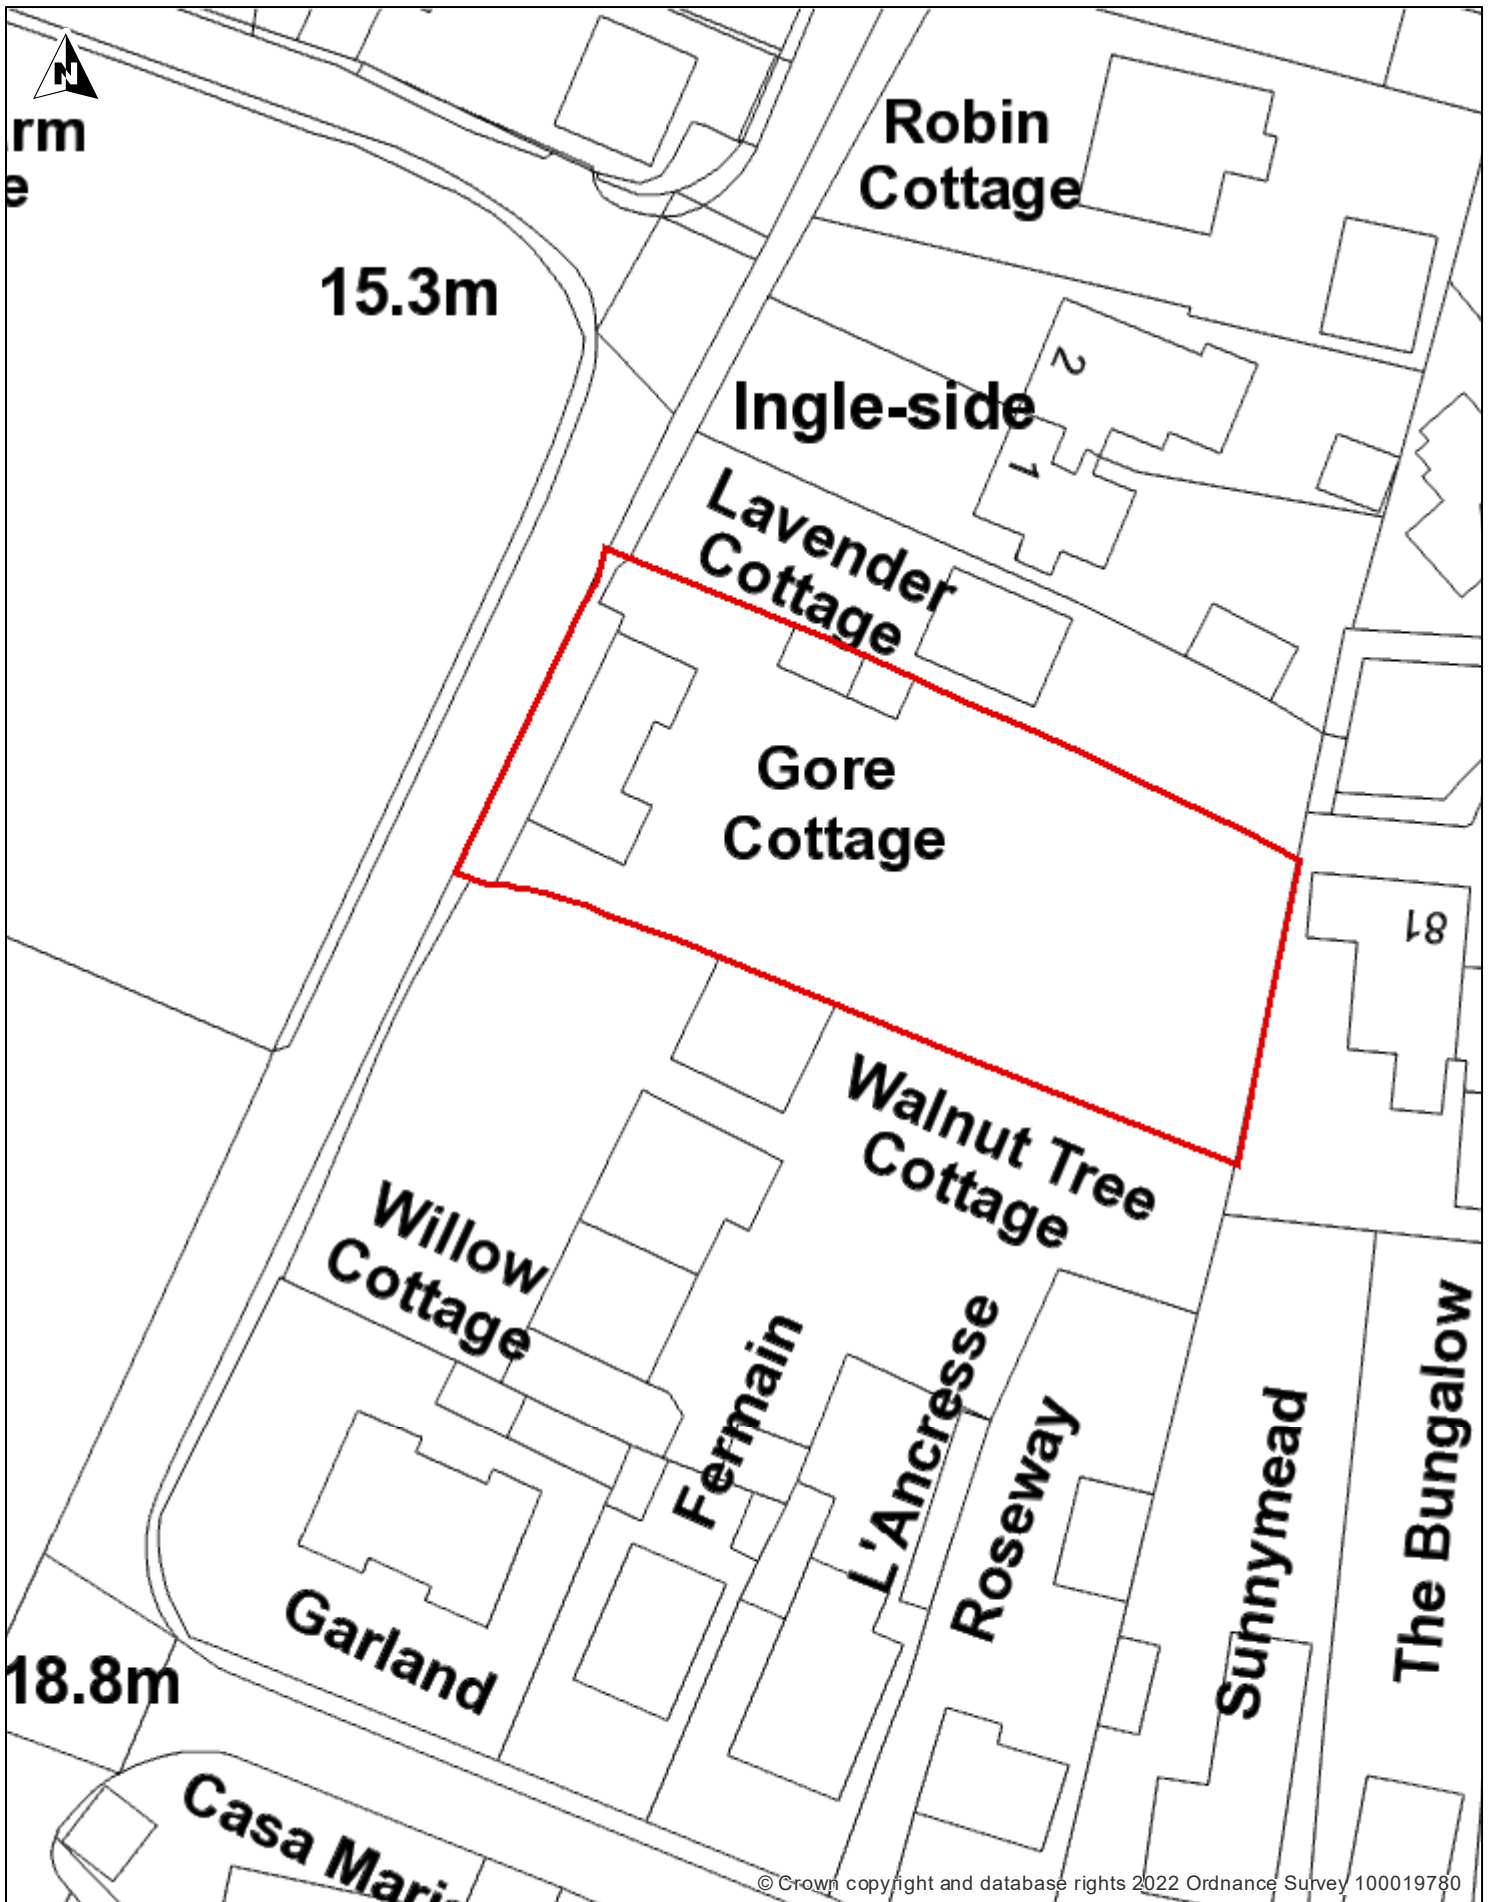 N
Robin
Cottage
rm
e
15.3m
2
Ingle-side
1
Lavender
Cottage
Gore
Cottage
81
Walnut Tree
Cottage
Willow
Cottage
Fermain
L'Ancresse
Roseway
Sunnymead
The Bungalow
Garland
18.8m
Casa Mari
© Crown copyright and database rights 2022 Ordnance Survey 100019780